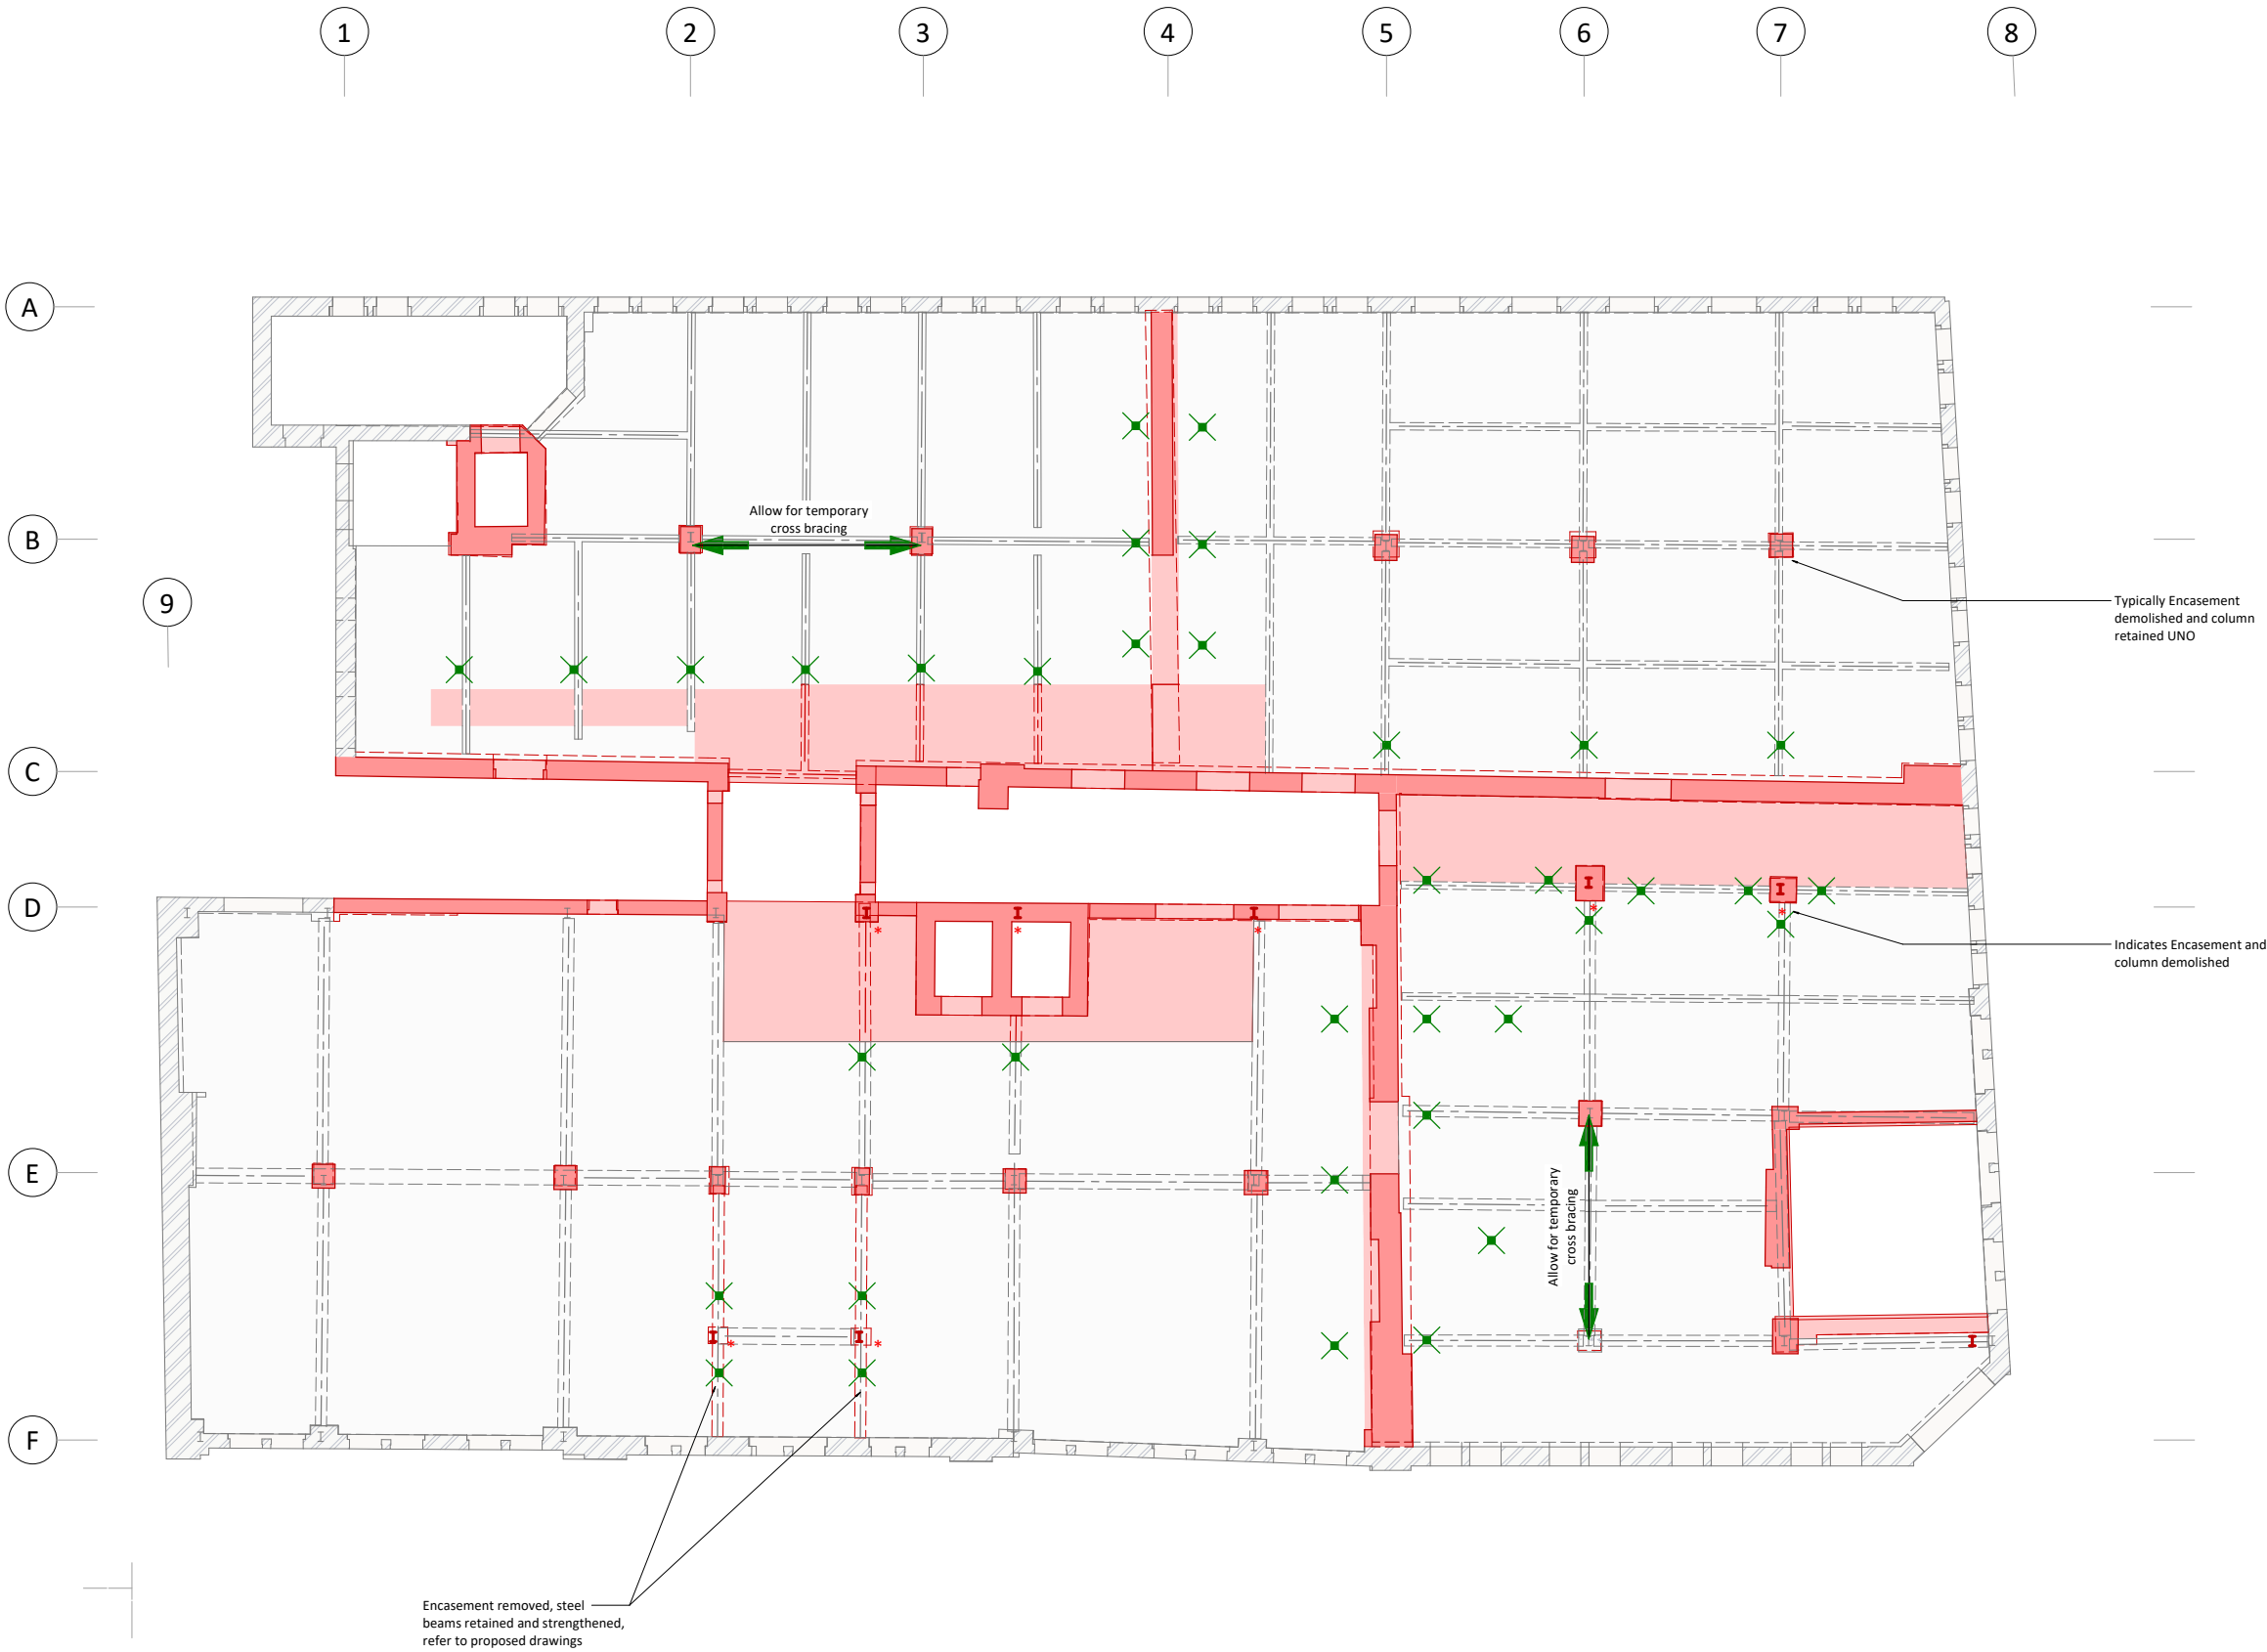 1 2 3 4 5 6 7 8
A
Allow for temporary
cross bracing
B
9
Typically Encasement
demolished and column
retained UNO
C
D
*
*
*
*
*
Indicates Encasement and
column demolished
E
Allow for temporary
cross bracing
*
*
F
Encasement removed, steel
beams retained and strengthened,
refer to proposed drawings